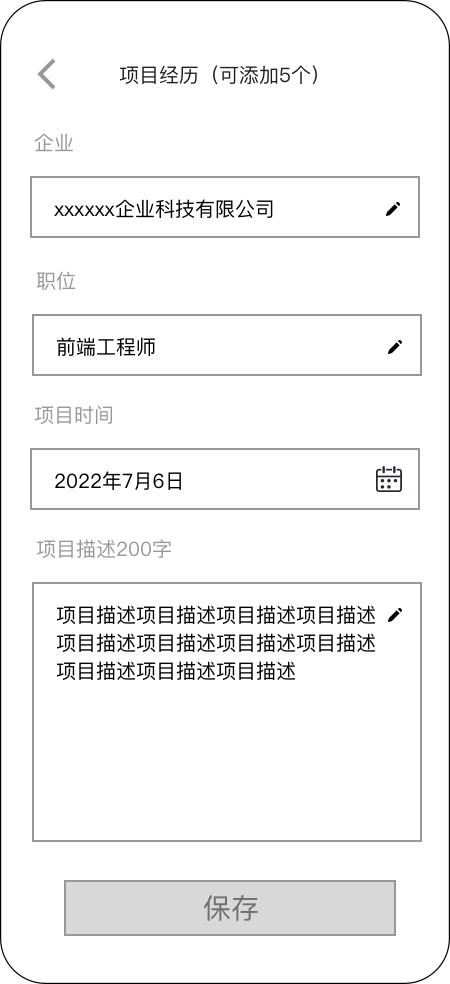 项目经历（可添加5个）
企业
xxxxxx企业科技有限公司
职位
前端工程师
项目时间
2022年7月6日
项目描述200字
项目描述项目描述项目描述项目描述
项目描述项目描述项目描述项目描述
项目描述项目描述项目描述
保存